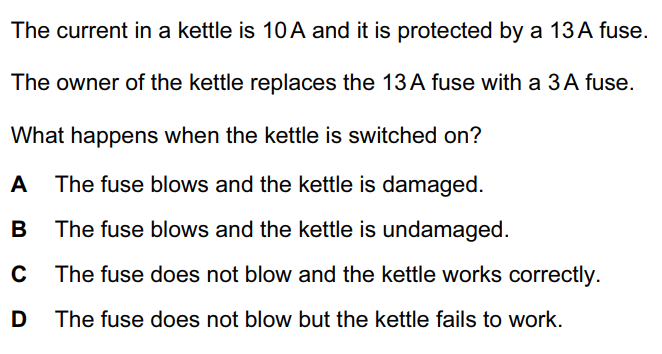 The current in a kettle is 10 A and it is protected by a 13 A fuse.
The owner of the kettle replaces the 13 A fuse with a 3 A fuse.
What happens when the kettle is switched on?
A The fuse blows and the kettle is damaged.
B The fuse blows and the kettle is undamaged.
C The fuse does not blow and the kettle works correctly.
D The fuse does not blow but the kettle fails to work.